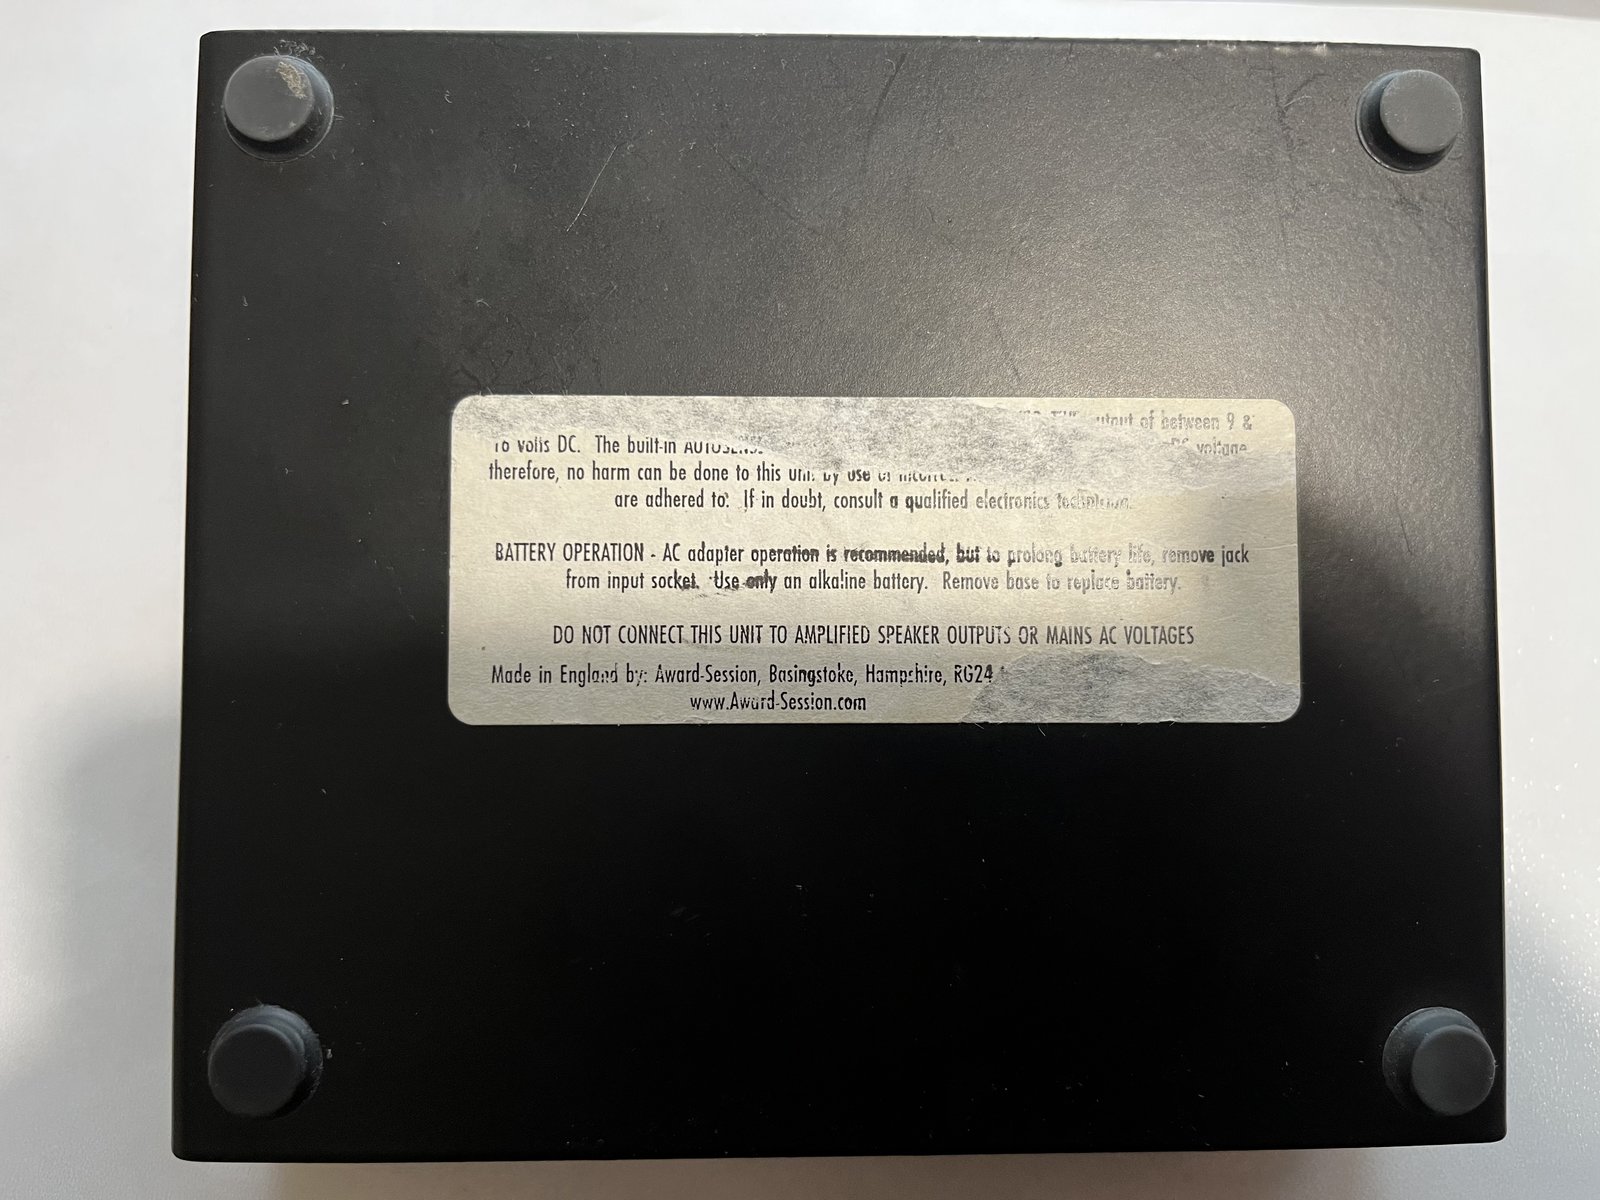 output of between 9 &
16 volts DC. The built-in voltage
therefore, no harm can be done to this unit by use of
are adhered to. If in doubt, consult a qualified electronics technician.
BATTERY OPERATION - AC adapter operation is recommended, but to prolong battery life, remove jack
from input socket. Use only an alkaline battery. Remove base to replace battery.
DO NOT CONNECT THIS UNIT TO AMPLIFIED SPEAKER OUTPUTS OR MAINS AC VOLTAGES
Made in England by: Award-Session, Basingstoke, Hampshire, RG24
www.Award-Session.com